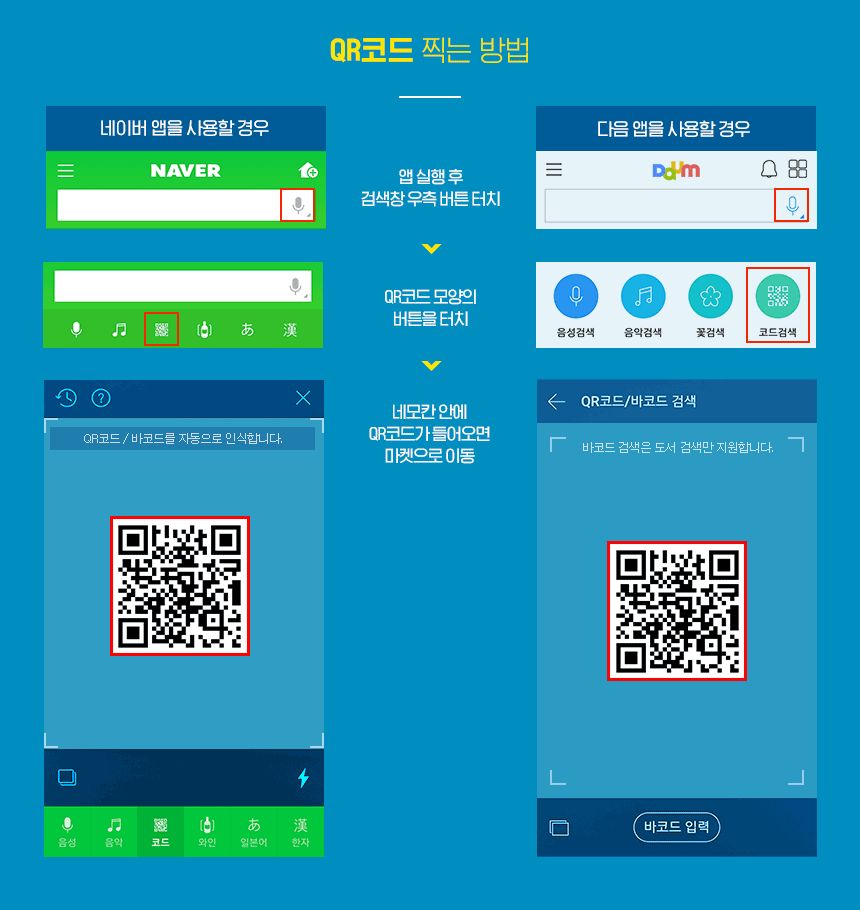 QR코드 찍는 방법
네이버 앱을 사용할 경우
NAVER
앱 실행 후
검색창 우측 버튼 터치
다음 앱을 사용할 경우
Daum
QR코드 모양의
버튼을 터치
あ
漢
음성검색
음악검색
꽃검색
코드검색
네모칸 안에
QR코드가 들어오면
마켓으로 이동
?
QR코드 / 바코드를 자동으로 인식합니다.
음성
음악
코드
와인
あ
일본어
漢
한자
QR코드/바코드 검색
바코드 검색은 도서 검색만 지원합니다.
바코드 입력